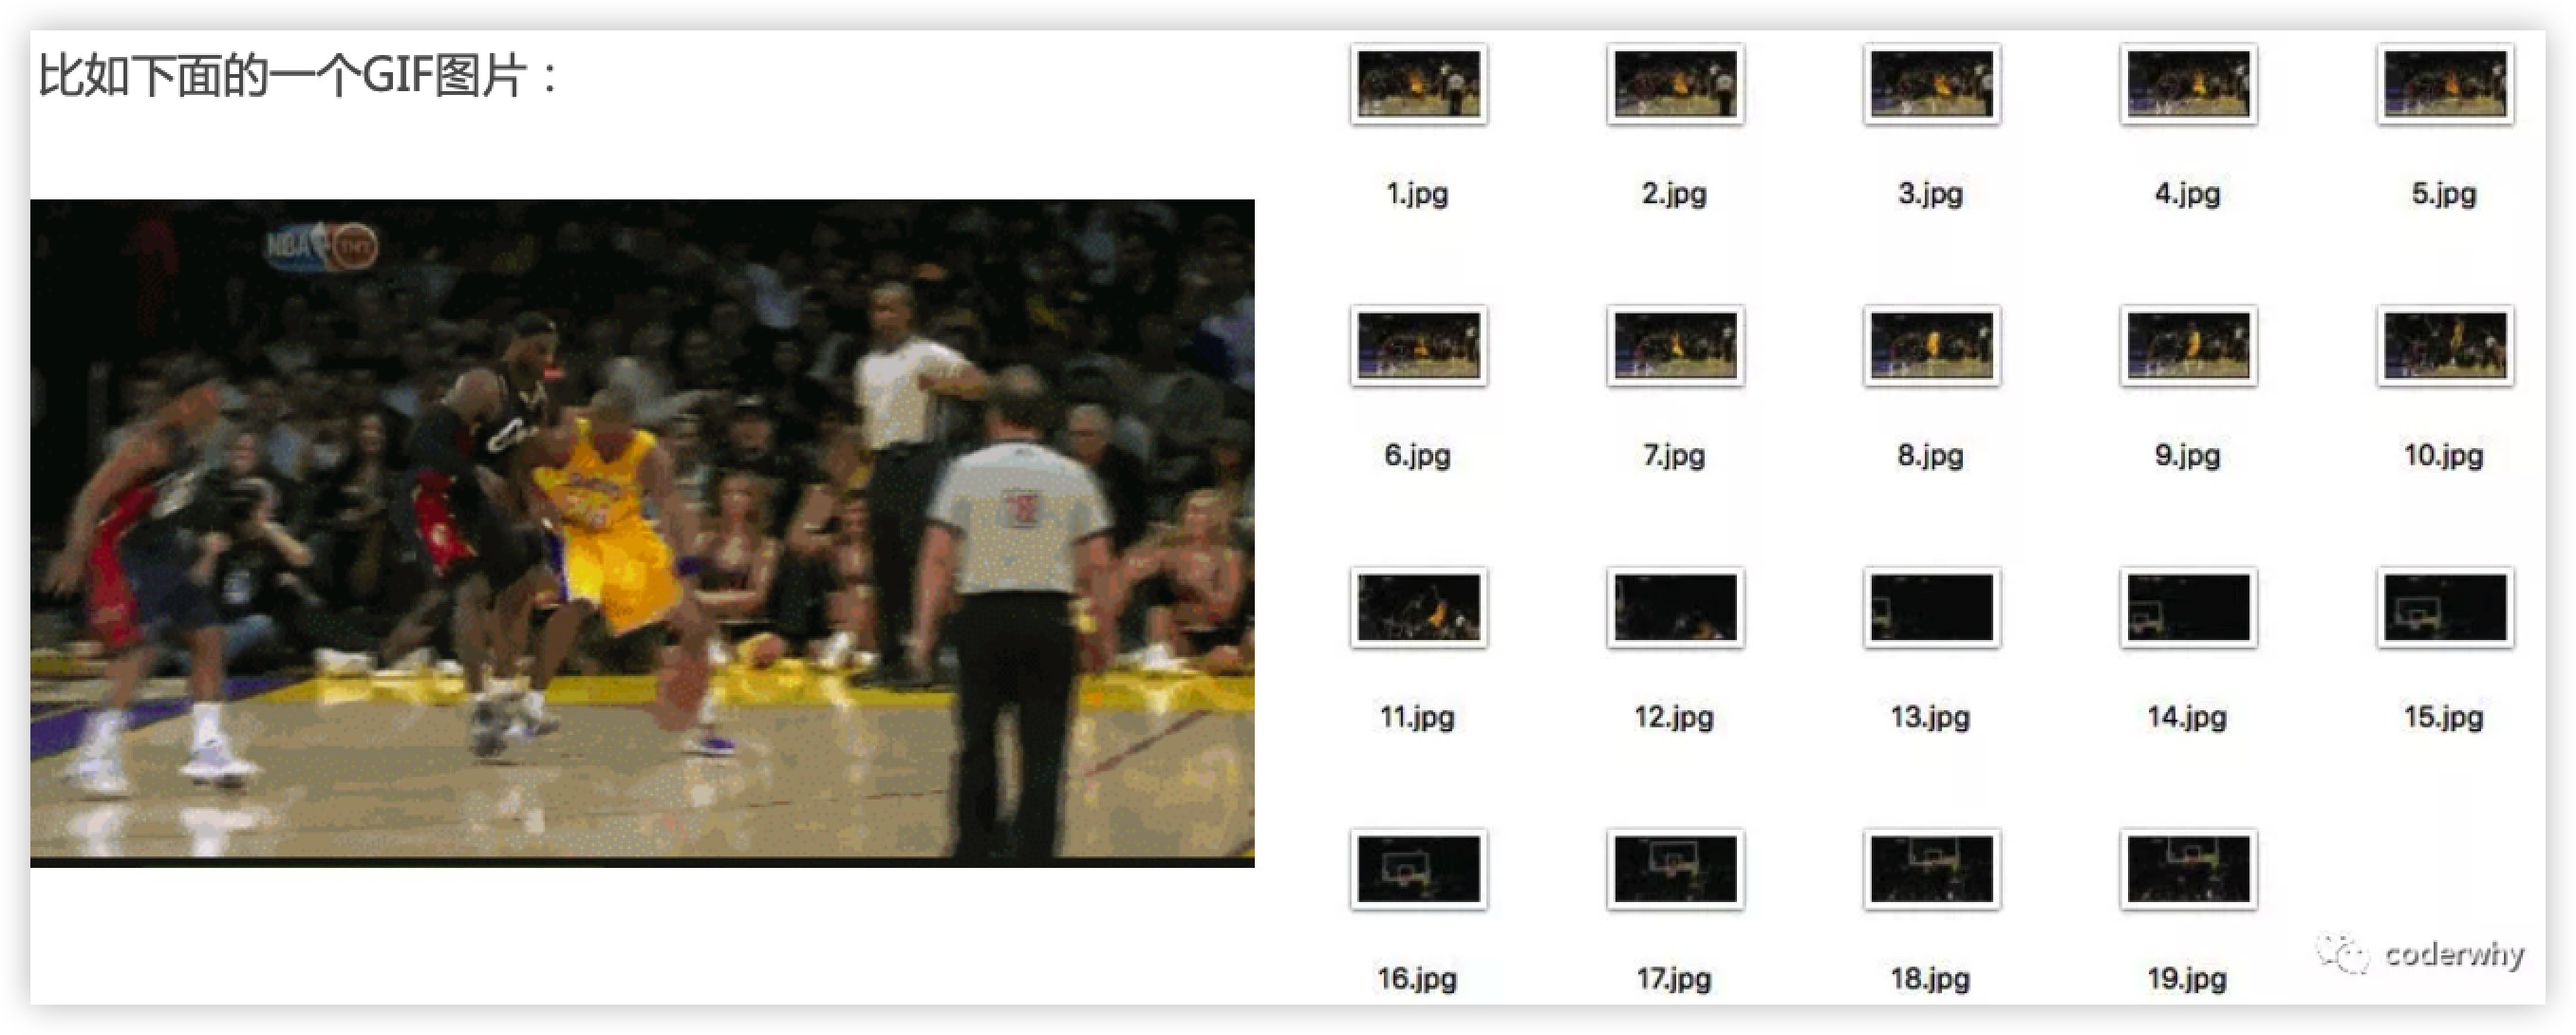 比如下面的一个GIF图片：
NBA TNT
1.jpg 2.jpg 3.jpg 4.jpg 5.jpg
6.jpg 7.jpg 8.jpg 9.jpg 10.jpg
11.jpg 12.jpg 13.jpg 14.jpg 15.jpg
16.jpg 17.jpg 18.jpg 19.jpg
coderwhy